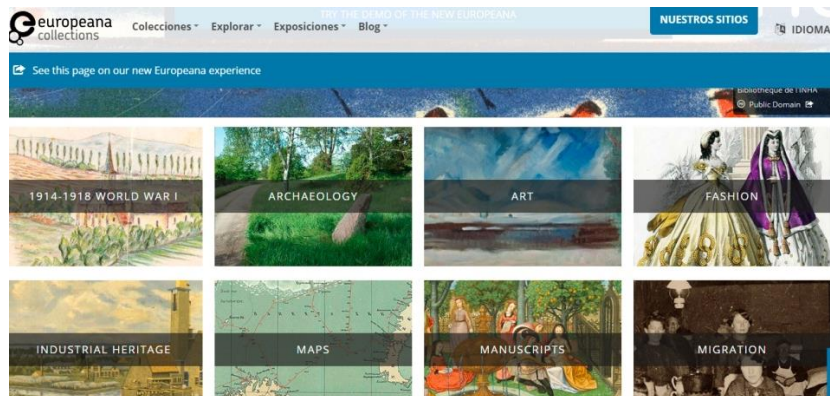 TRY THE DEMO OF THE NEW EUROPEANA
europeana
collections
Colecciones
Explorar
Exposiciones
Blog
NUESTROS SITIOS
IDIOMA
See this page on our new Europeana experience
Bibliothèque de l'INHA
Public Domain
1914-1918 WORLD WAR I
ARCHAEOLOGY
ART
FASHION
INDUSTRIAL HERITAGE
MAPS
MANUSCRIPTS
MIGRATION